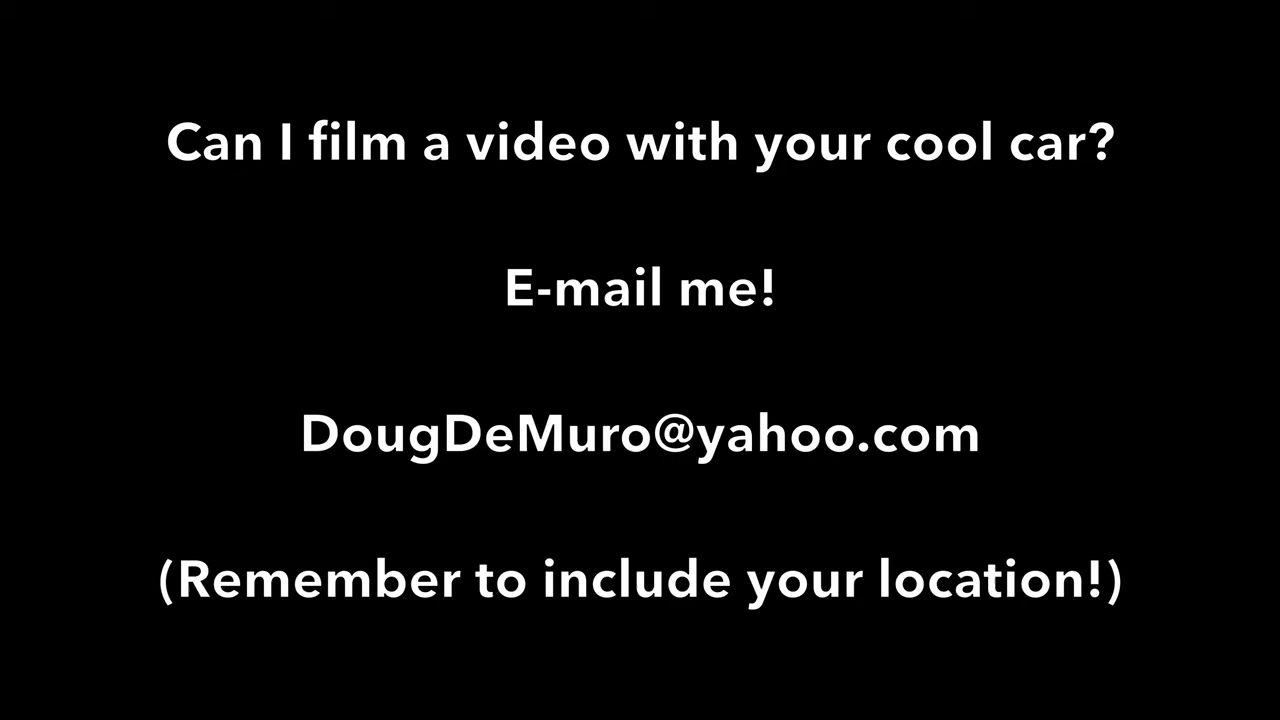 Can I film a video with your cool car?
E-mail me!
DougDeMuro@yahoo.com
(Remember to include your location!)